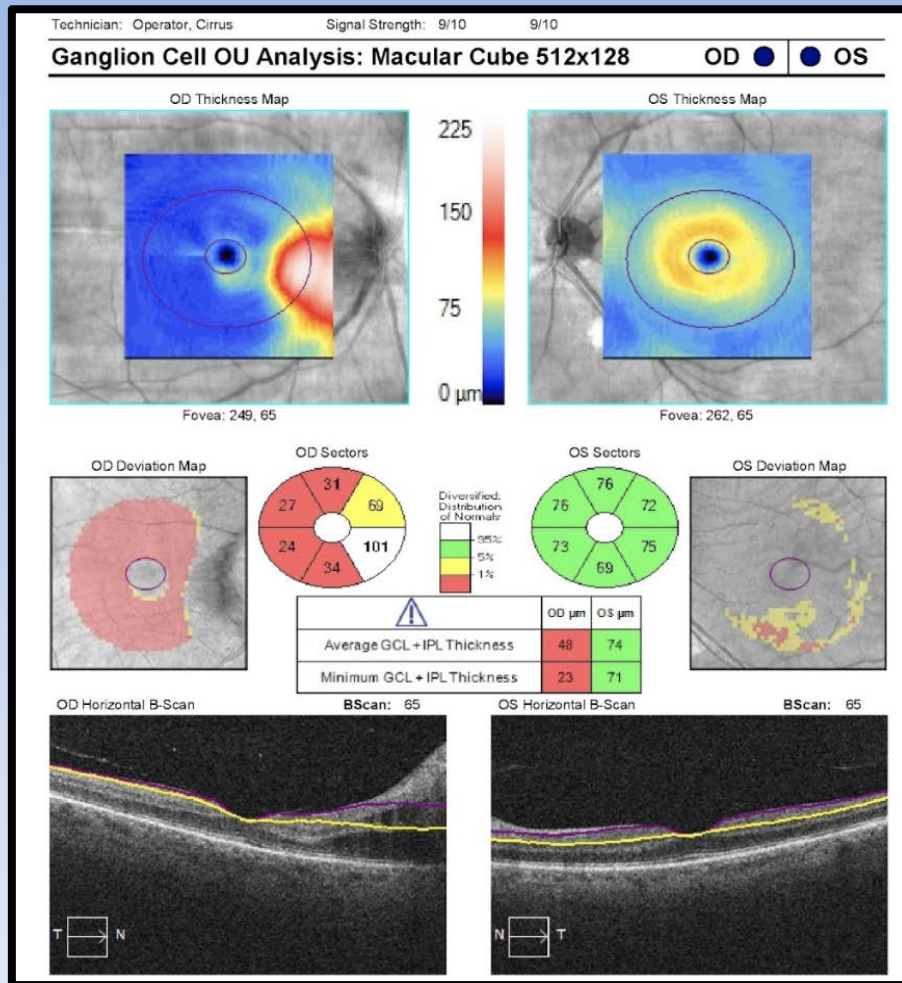 Technician: Operator, Cirrus Signal Strength: 9/10 9/10
Ganglion Cell OU Analysis: Macular Cube 512x128 OD OS
OD Thickness Map OS Thickness Map
225
150
75
0 µm
Fovea: 249, 65 Fovea: 262, 65
OD Deviation Map OD Sectors OS Sectors OS Deviation Map
31
27 69
24 101
34
Diversified:
Distribution
of Normals
95%
5%
1%
76
76 72
73 75
69
OD µm OS µm
Average GCL + IPL Thickness 48 74
Minimum GCL + IPL Thickness 23 71
OD Horizontal B-Scan BScan: 65 OS Horizontal B-Scan BScan: 65
T N N T